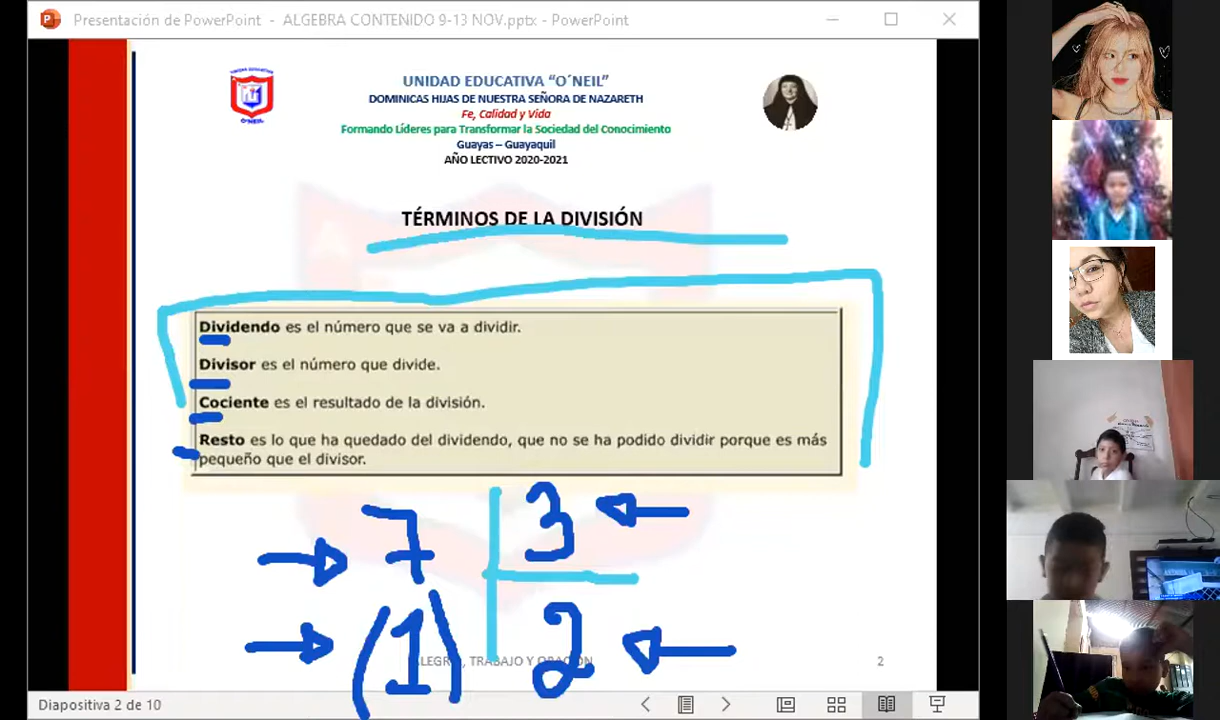 Presentación de PowerPoint - ALGEBRA CONTENIDO 9-13 NOV.pptx - PowerPoint
UNIDAD EDUCATIVA "O´NEIL"
DOMINICAS HIJAS DE NUESTRA SEÑORA DE NAZARETH
Fe, Calidad y Vida
Formando Líderes para Transformar la Sociedad del Conocimiento
Guayas – Guayaquil
AÑO LECTIVO 2020-2021
O´NEIL
TÉRMINOS DE LA DIVISIÓN
Dividendo es el número que se va a dividir.
Divisor es el número que divide.
Cociente es el resultado de la división.
Resto es lo que ha quedado del dividendo, que no se ha podido dividir porque es más
pequeño que el divisor.
7 3
(1) 2
TRABAJO Y 2
Diapositiva 2 de 10